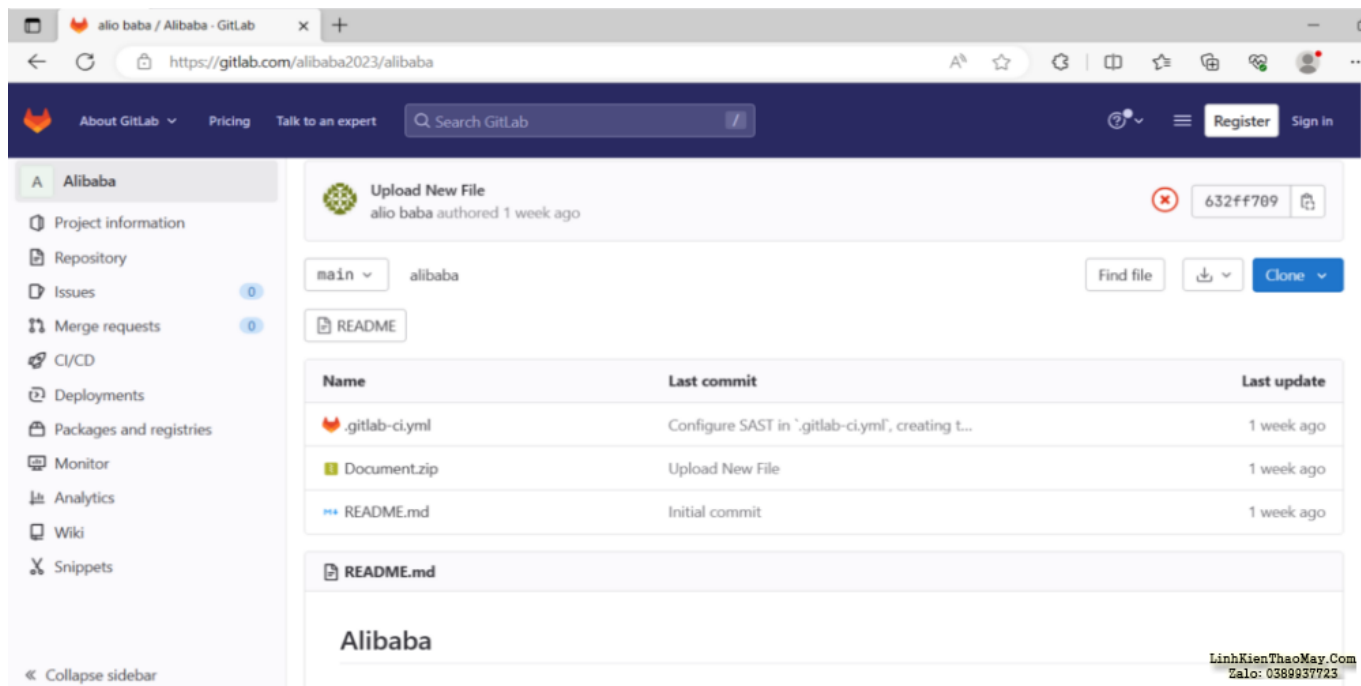 alio baba / Alibaba · GitLab
https://gitlab.com/alibaba2023/alibaba
About GitLab Pricing Talk to an expert Search GitLab / Register Sign in
A Alibaba
Project information
Repository
Issues 0
Merge requests 0
CI/CD
Deployments
Packages and registries
Monitor
Analytics
Wiki
Snippets
Collapse sidebar
Upload New File
alio baba authored 1 week ago
632ff709
main alibaba Find file Clone
README
Name Last commit Last update
.gitlab-ci.yml Configure SAST in `.gitlab-ci.yml`, creating t... 1 week ago
Document.zip Upload New File 1 week ago
README.md Initial commit 1 week ago
README.md
Alibaba
LinhKienThaoMay.Com
Zalo: 0389937723